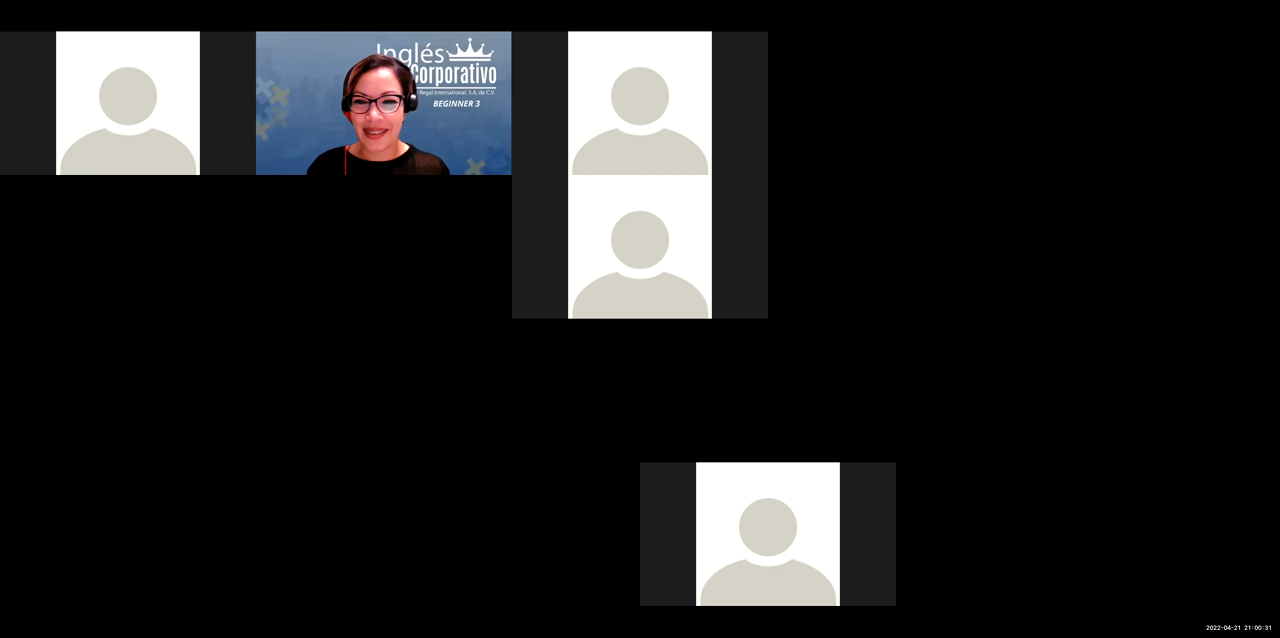 Inglés
Corporativo
Regal International, S.A. de C.V.
BEGINNER 3
2022-04-21 21:00:31